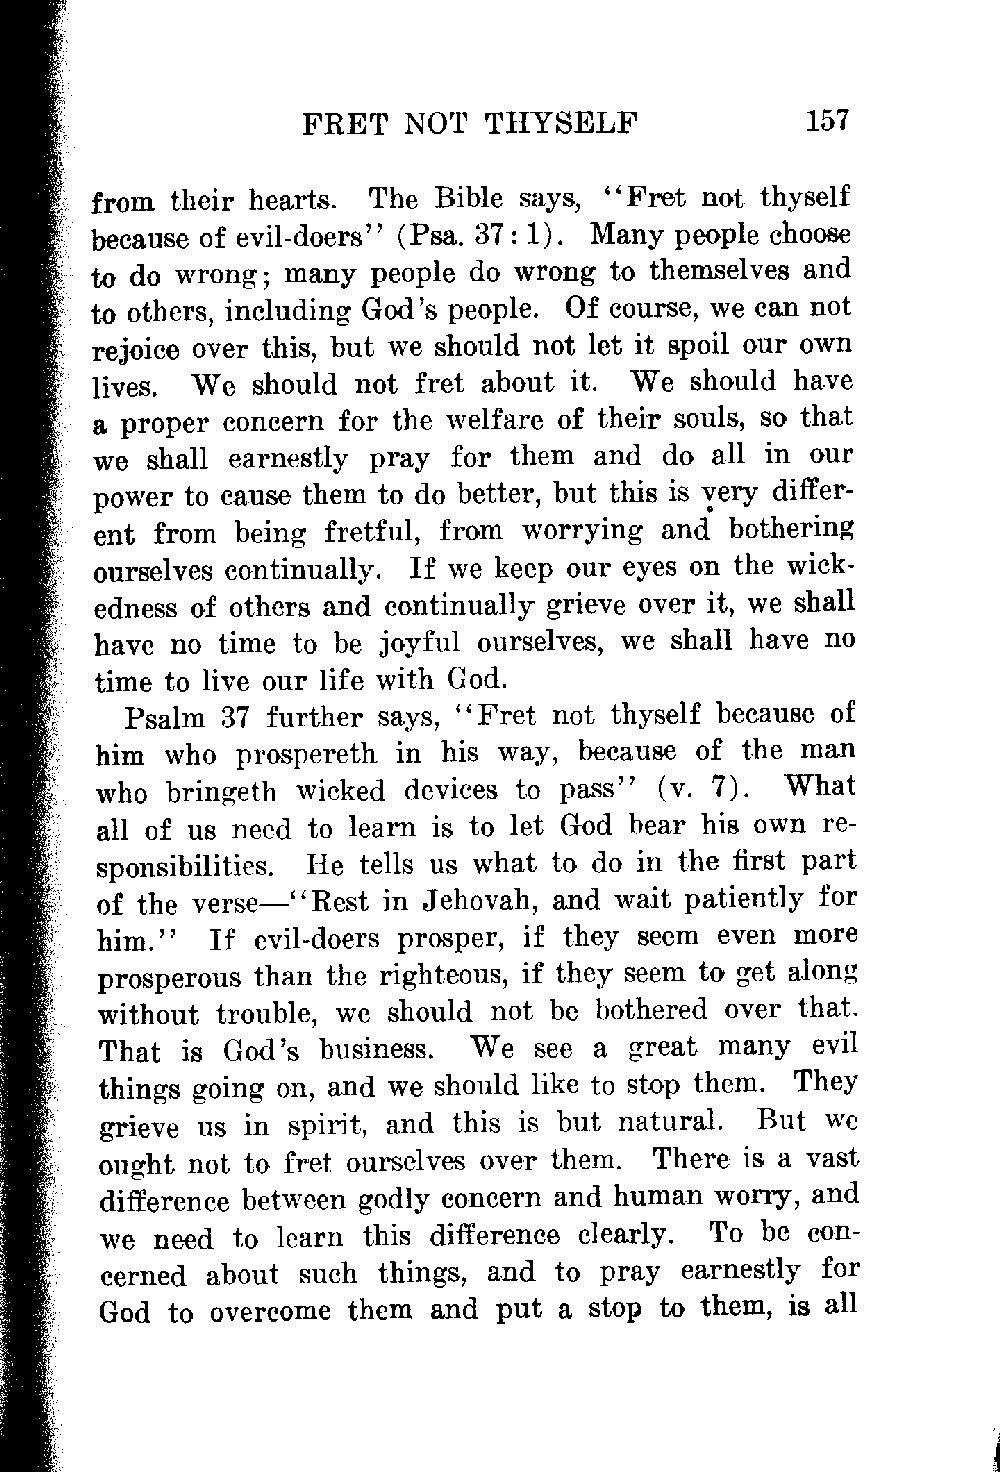 FRET NOT THYSELF 157
from their hearts. The Bible says, "Fret not thyself
because of evil-doers" (Psa. 37:1). Many people choose
to do wrong; many people do wrong to themselves and
to others, including God's people. Of course, we can not
rejoice over this, but we should not let it spoil our own
lives. We should not fret about it. We should have
a proper concern for the welfare of their souls, so that
we shall earnestly pray for them and do all in our
power to cause them to do better, but this is very differ-
ent from being fretful, from worrying and bothering
ourselves continually. If we keep our eyes on the wick-
edness of others and continually grieve over it, we shall
have no time to be joyful ourselves, we shall have no
time to live our life with God.
Psalm 37 further says, "Fret not thyself because of
him who prospereth in his way, because of the man
who bringeth wicked devices to pass" (v. 7). What
all of us need to learn is to let God bear his own re-
sponsibilities. He tells us what to do in the first part
of the verse—"Rest in Jehovah, and wait patiently for
him." If evil-doers prosper, if they seem even more
prosperous than the righteous, if they seem to get along
without trouble, we should not be bothered over that.
That is God's business. We see a great many evil
things going on, and we should like to stop them. They
grieve us in spirit, and this is but natural. But we
ought not to fret ourselves over them. There is a vast
difference between godly concern and human worry, and
we need to learn this difference clearly. To be con-
cerned about such things, and to pray earnestly for
God to overcome them and put a stop to them, is all